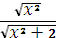 √x²
√x² + 2